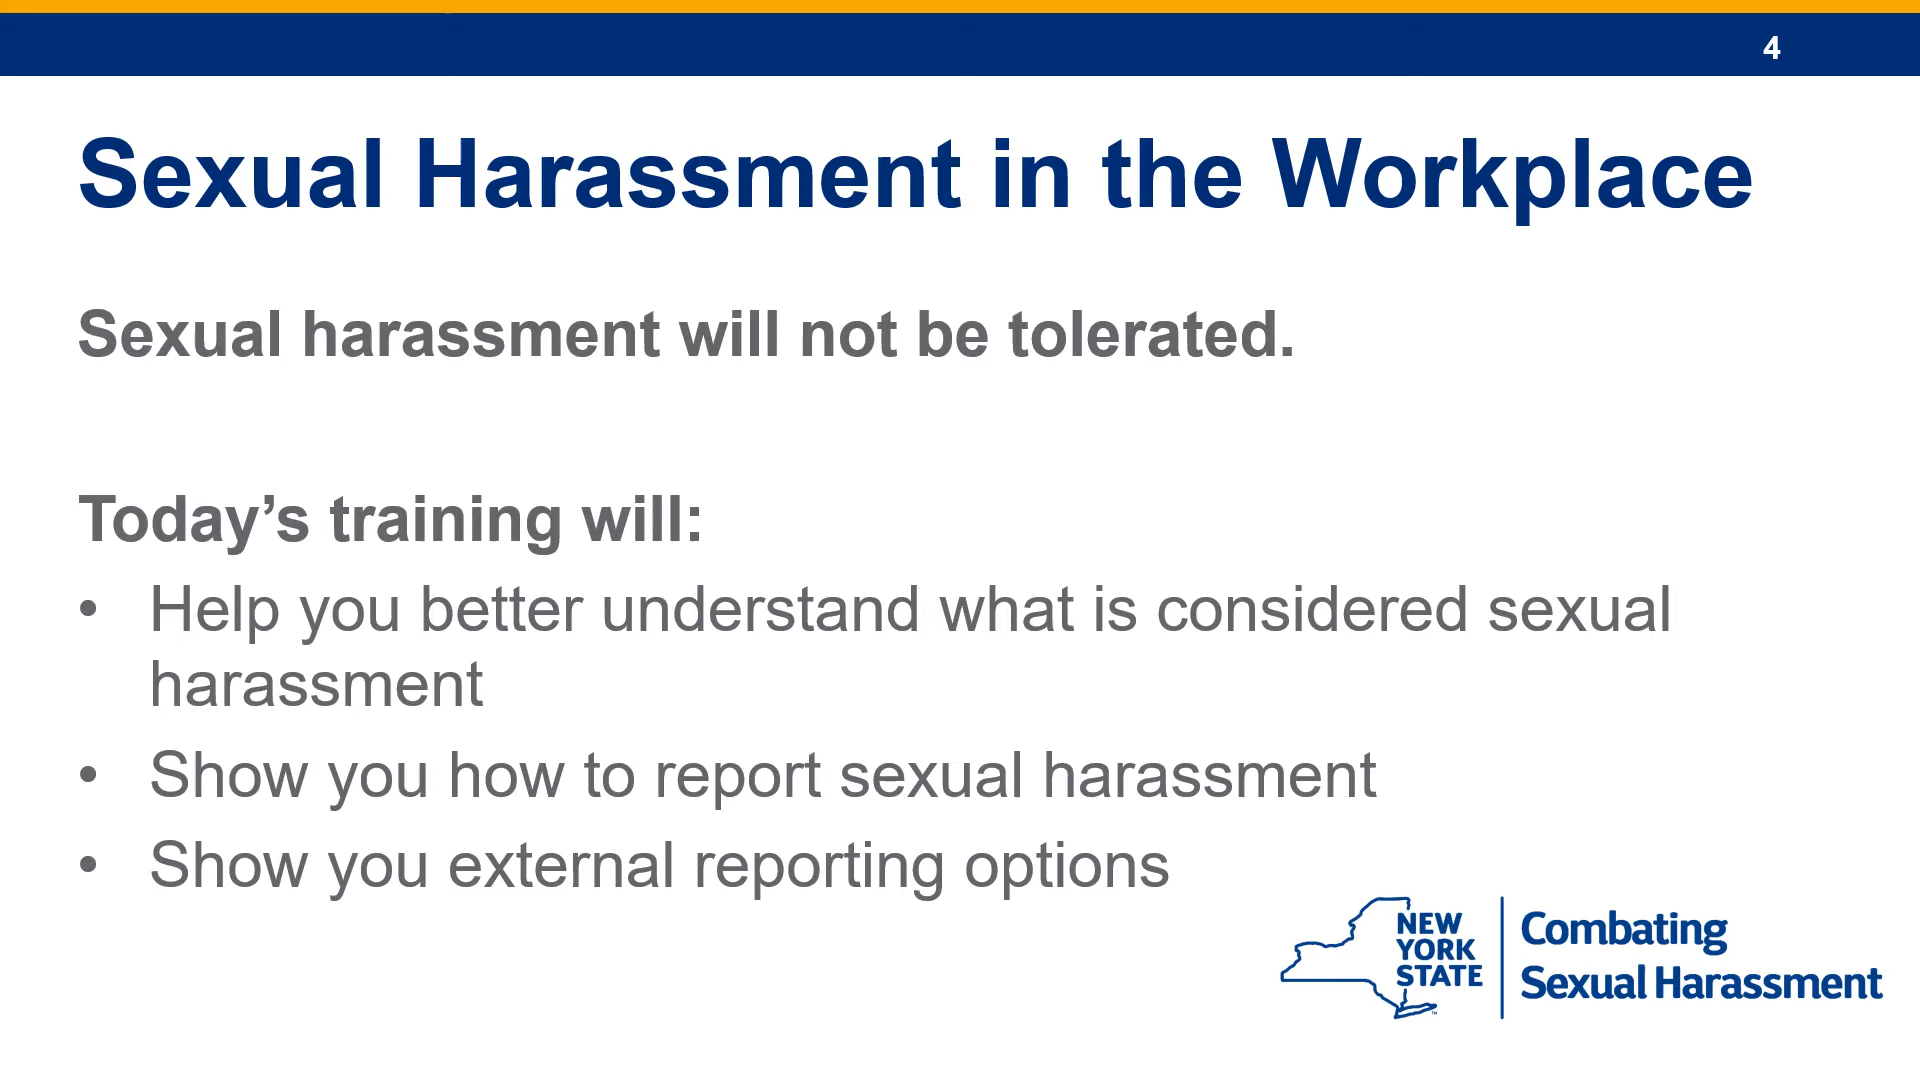 4
Sexual Harassment in the Workplace
Sexual harassment will not be tolerated.
Today’s training will:
• Help you better understand what is considered sexual
harassment
• Show you how to report sexual harassment
• Show you external reporting options
NEW
YORK
STATE
™
Combating
Sexual Harassment